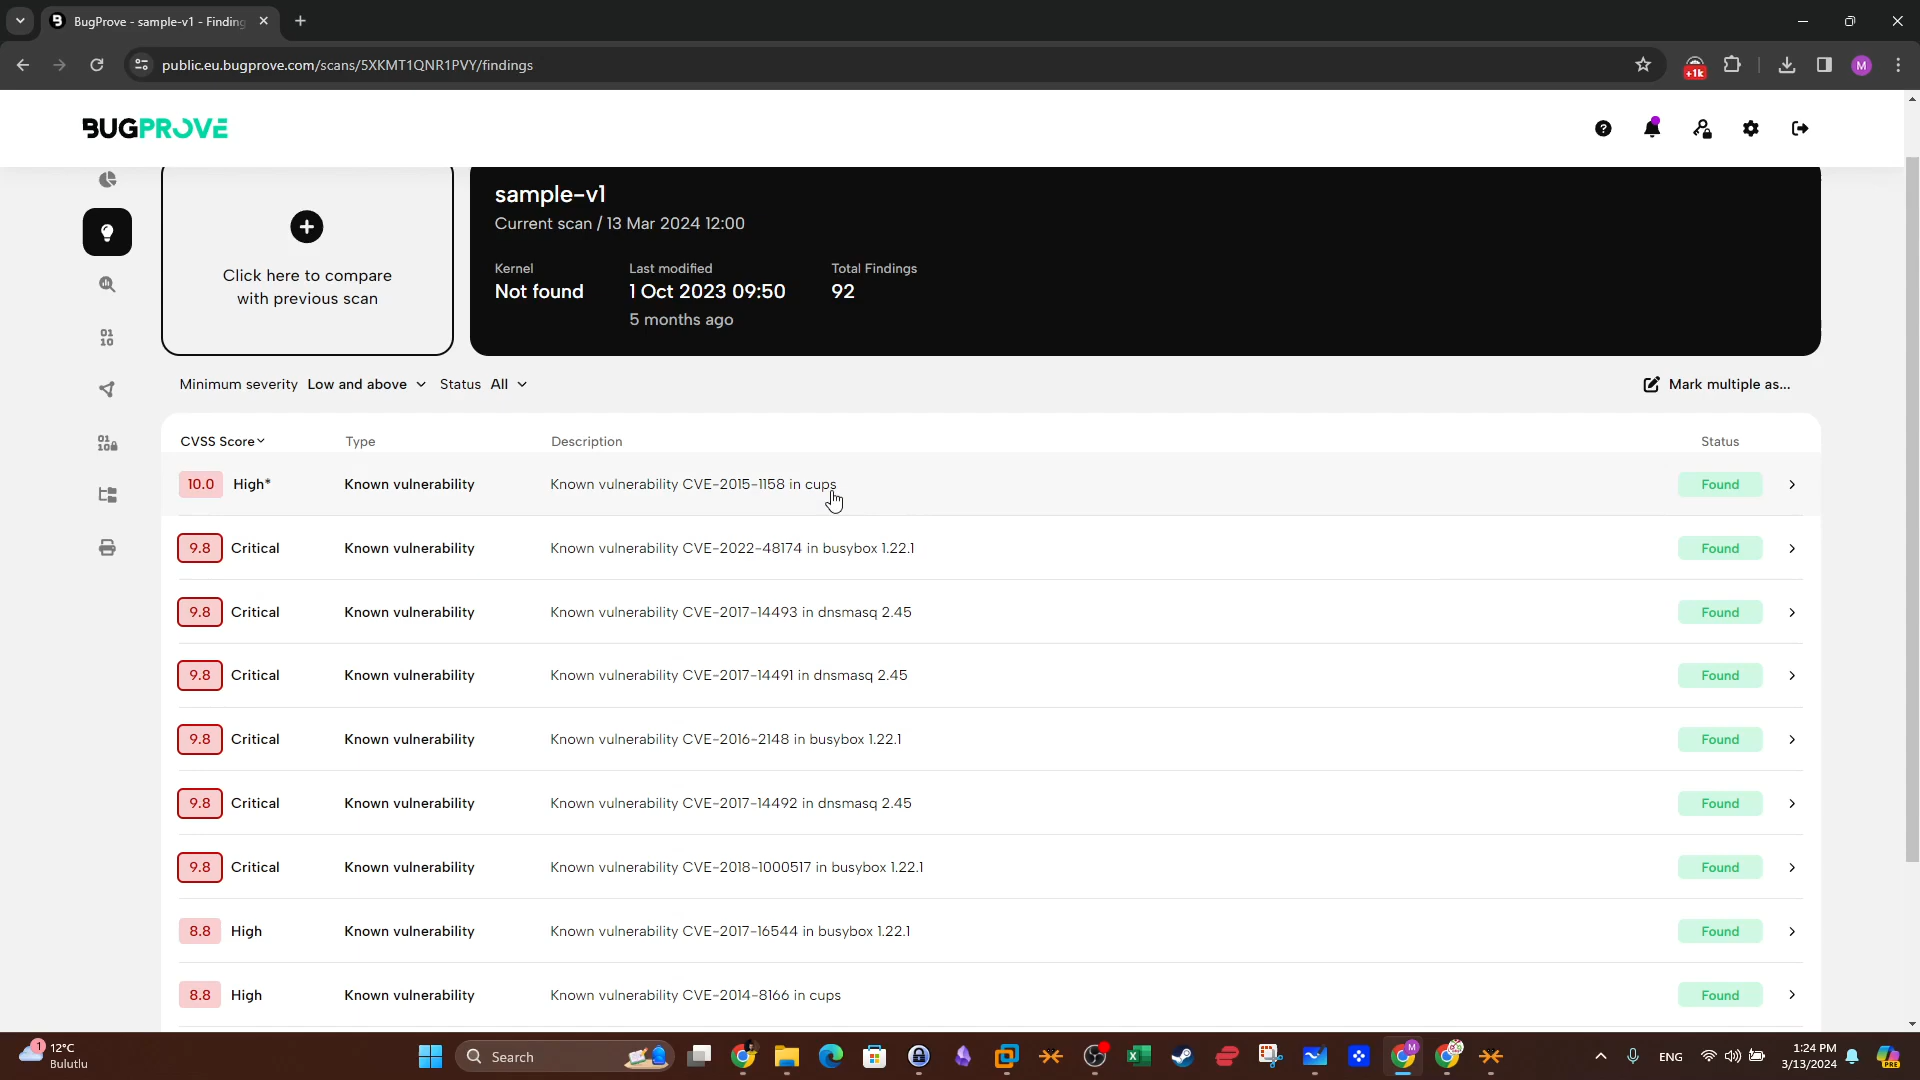 BugProve - sample-v1 - Finding
public.eu.bugprove.com/scans/5XKMT1QNR1PVY/findings
+1k
M
BUGPROVE
sample-v1
Current scan / 13 Mar 2024 12:00
Kernel Last modified Total Findings
Not found 1 Oct 2023 09:50 92
5 months ago
Click here to compare
with previous scan
Minimum severity Low and above Status All Mark multiple as...
CVSS Score Type Description Status
10.0 High* Known vulnerability Known vulnerability CVE-2015-1158 in cups Found
9.8 Critical Known vulnerability Known vulnerability CVE-2022-48174 in busybox 1.22.1 Found
9.8 Critical Known vulnerability Known vulnerability CVE-2017-14493 in dnsmasq 2.45 Found
9.8 Critical Known vulnerability Known vulnerability CVE-2017-14491 in dnsmasq 2.45 Found
9.8 Critical Known vulnerability Known vulnerability CVE-2016-2148 in busybox 1.22.1 Found
9.8 Critical Known vulnerability Known vulnerability CVE-2017-14492 in dnsmasq 2.45 Found
9.8 Critical Known vulnerability Known vulnerability CVE-2018-1000517 in busybox 1.22.1 Found
8.8 High Known vulnerability Known vulnerability CVE-2017-16544 in busybox 1.22.1 Found
8.8 High Known vulnerability Known vulnerability CVE-2014-8166 in cups Found
1 12°C
Bulutlu
Search
ENG
1:24 PM
3/13/2024